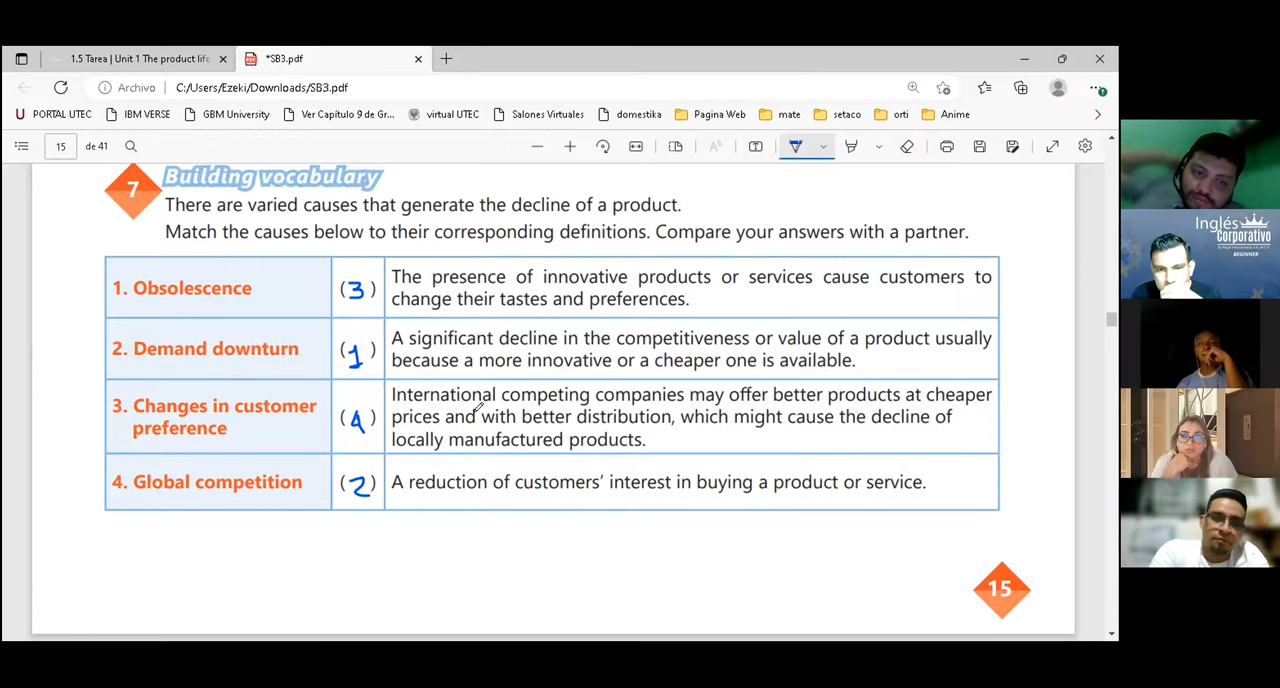 1.5 Tarea | Unit 1 The product life
*SB3.pdf
Archivo
C:/Users/Ezeki/Downloads/SB3.pdf
PORTAL UTEC
IBM VERSE
GBM University
Ver Capítulo 9 de Gr...
virtual UTEC
Salones Virtuales
domestika
Pagina Web
mate
setaco
orti
Anime
15 de 41
7 Building vocabulary
There are varied causes that generate the decline of a product.
Match the causes below to their corresponding definitions. Compare your answers with a partner.
1. Obsolescence
(3)
The presence of innovative products or services cause customers to
change their tastes and preferences.
2. Demand downturn
(1)
A significant decline in the competitiveness or value of a product usually
because a more innovative or a cheaper one is available.
3. Changes in customer
preference
(4)
International competing companies may offer better products at cheaper
prices and with better distribution, which might cause the decline of
locally manufactured products.
4. Global competition
(2)
A reduction of customers' interest in buying a product or service.
15
Inglés
Corporativo
BEGINNER